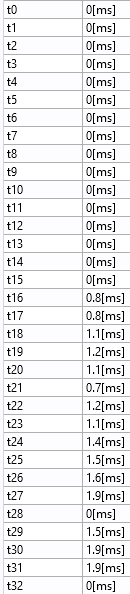 t0 0[ms]
t1 0[ms]
t2 0[ms]
t3 0[ms]
t4 0[ms]
t5 0[ms]
t6 0[ms]
t7 0[ms]
t8 0[ms]
t9 0[ms]
t10 0[ms]
t11 0[ms]
t12 0[ms]
t13 0[ms]
t14 0[ms]
t15 0[ms]
t16 0.8[ms]
t17 0.8[ms]
t18 1.1[ms]
t19 1.2[ms]
t20 1.1[ms]
t21 0.7[ms]
t22 1.2[ms]
t23 1.1[ms]
t24 1.4[ms]
t25 1.5[ms]
t26 1.6[ms]
t27 1.9[ms]
t28 0[ms]
t29 1.5[ms]
t30 1.9[ms]
t31 1.9[ms]
t32 0[ms]